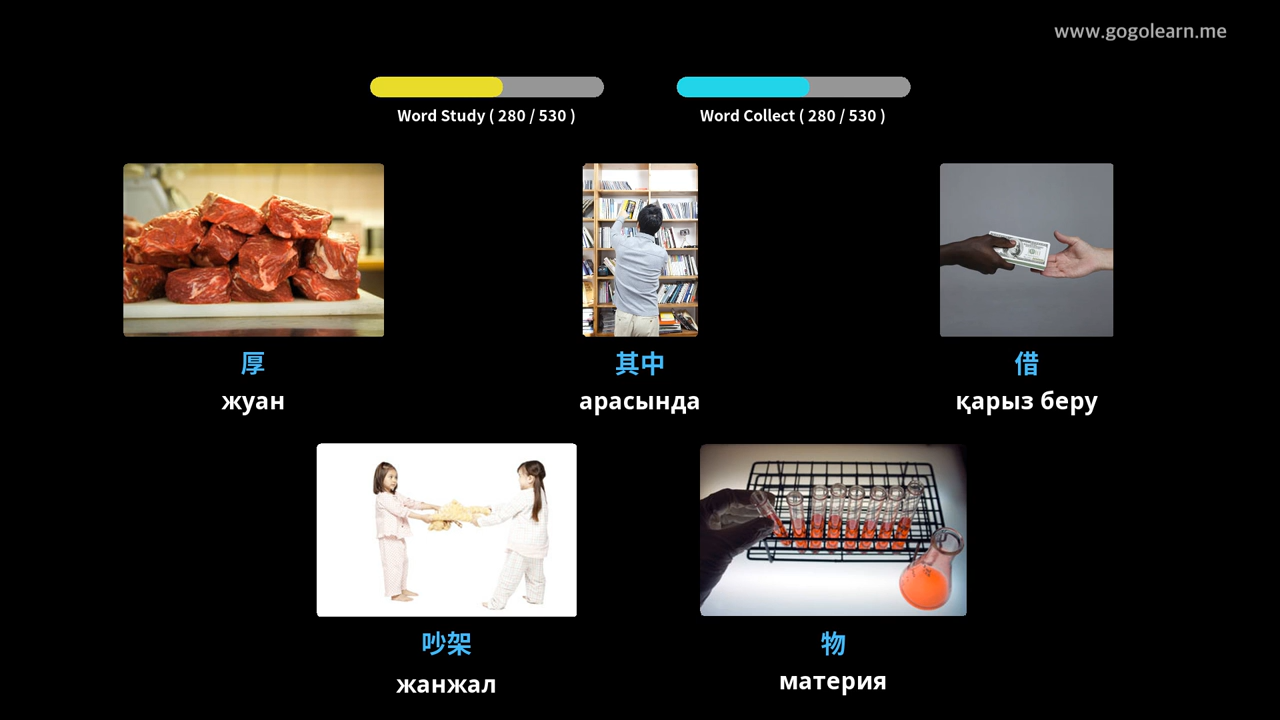 www.gogolearn.me
Word Study ( 280 / 530 )
Word Collect ( 280 / 530 )
厚
жуан
其中
арасында
借
қарыз беру
吵架
жанжал
物
материя